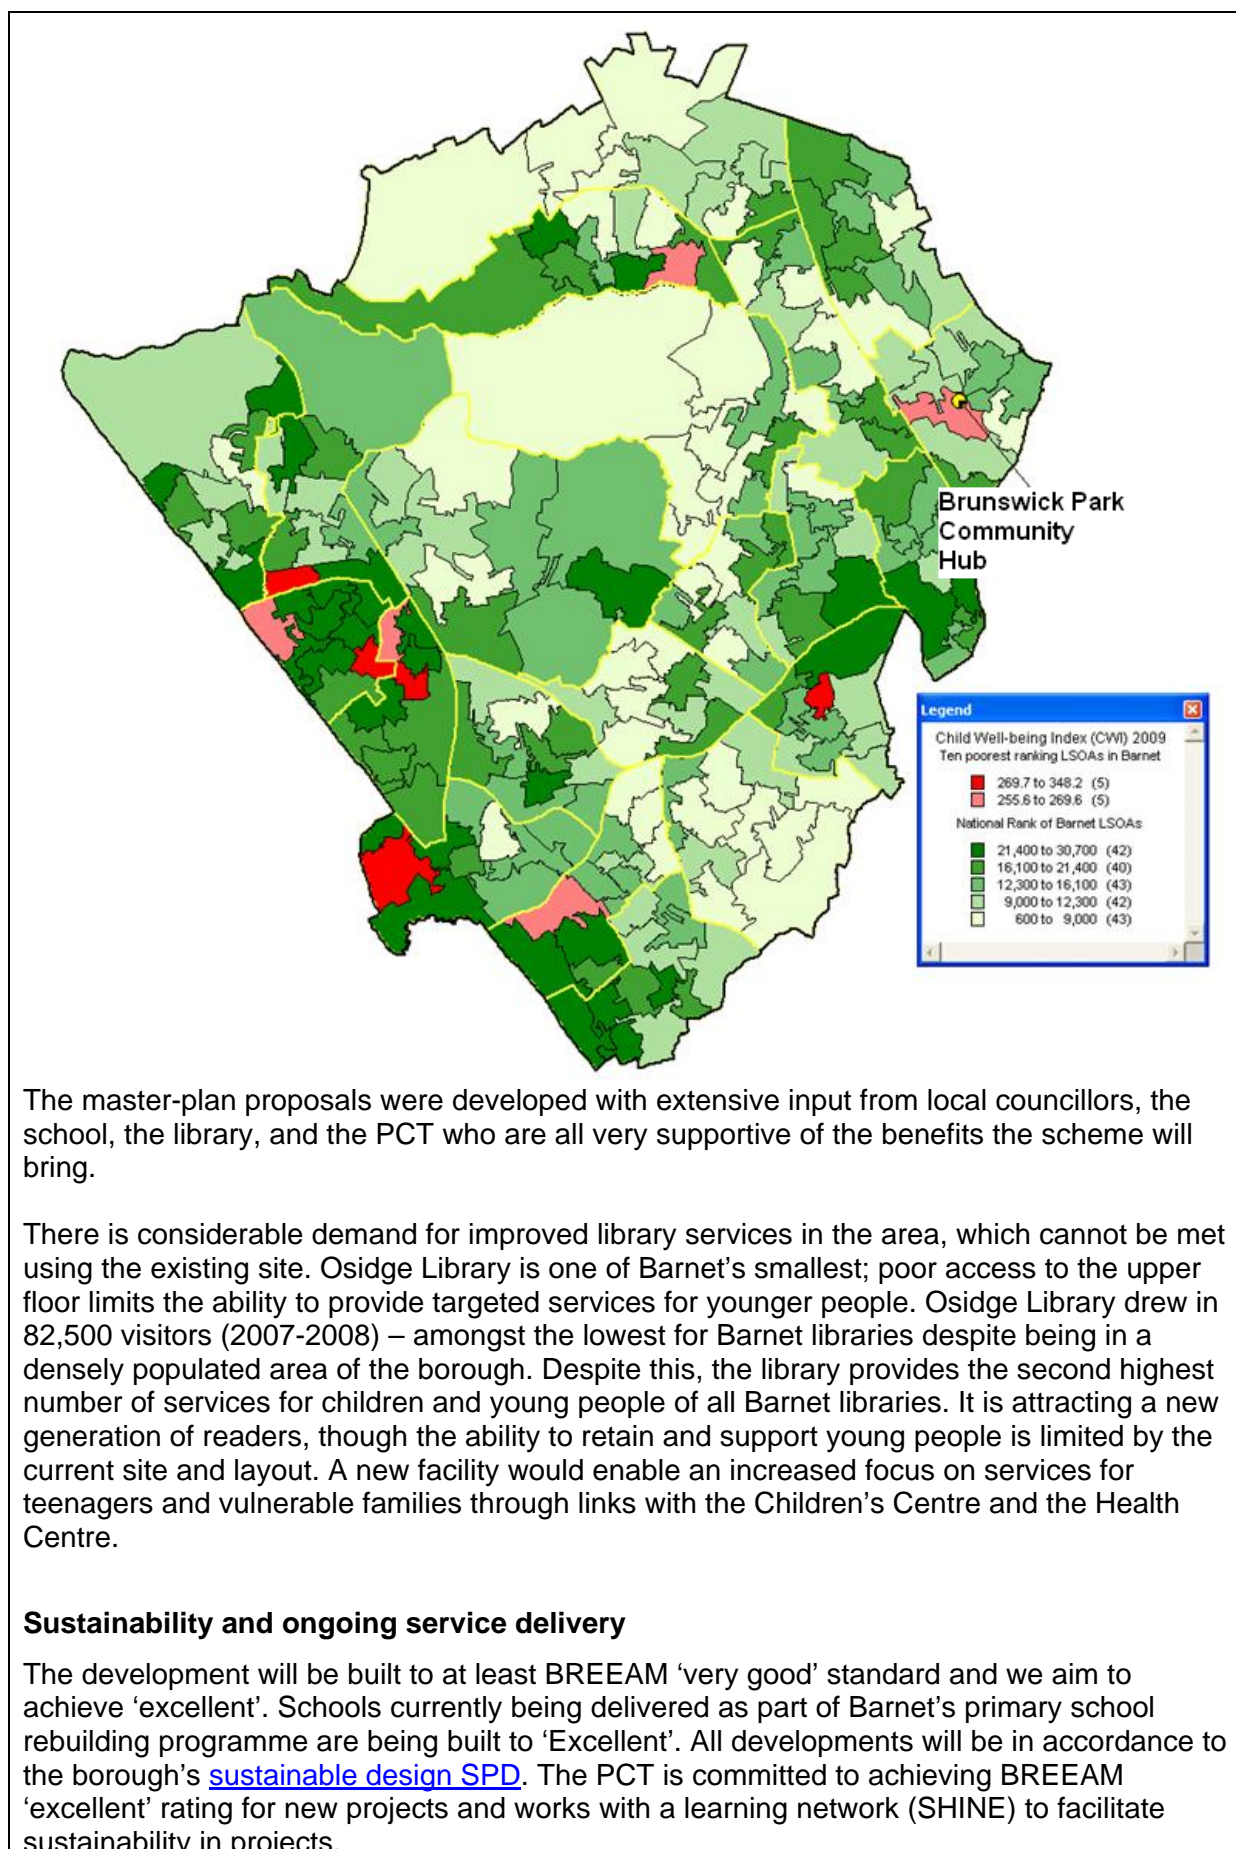 Brunswick Park
Community
Hub
Legend
Child Well-being Index (CWI) 2009
Ten poorest ranking LSOAs in Barnet
269.7 to 348.2 (5)
255.6 to 269.6 (5)
National Rank of Barnet LSOAs
21,400 to 30,700 (42)
16,100 to 21,400 (40)
12,300 to 16,100 (43)
9,000 to 12,300 (42)
600 to 9,000 (43)
The master-plan proposals were developed with extensive input from local councillors, the
school, the library, and the PCT who are all very supportive of the benefits the scheme will
bring.
There is considerable demand for improved library services in the area, which cannot be met
using the existing site. Osidge Library is one of Barnet’s smallest; poor access to the upper
floor limits the ability to provide targeted services for younger people. Osidge Library drew in
82,500 visitors (2007-2008) – amongst the lowest for Barnet libraries despite being in a
densely populated area of the borough. Despite this, the library provides the second highest
number of services for children and young people of all Barnet libraries. It is attracting a new
generation of readers, though the ability to retain and support young people is limited by the
current site and layout. A new facility would enable an increased focus on services for
teenagers and vulnerable families through links with the Children’s Centre and the Health
Centre.
Sustainability and ongoing service delivery
The development will be built to at least BREEAM ‘very good’ standard and we aim to
achieve ‘excellent’. Schools currently being delivered as part of Barnet’s primary school
rebuilding programme are being built to ‘Excellent’. All developments will be in accordance to
the borough’s sustainable design SPD. The PCT is committed to achieving BREEAM
‘excellent’ rating for new projects and works with a learning network (SHINE) to facilitate
sustainability in projects.